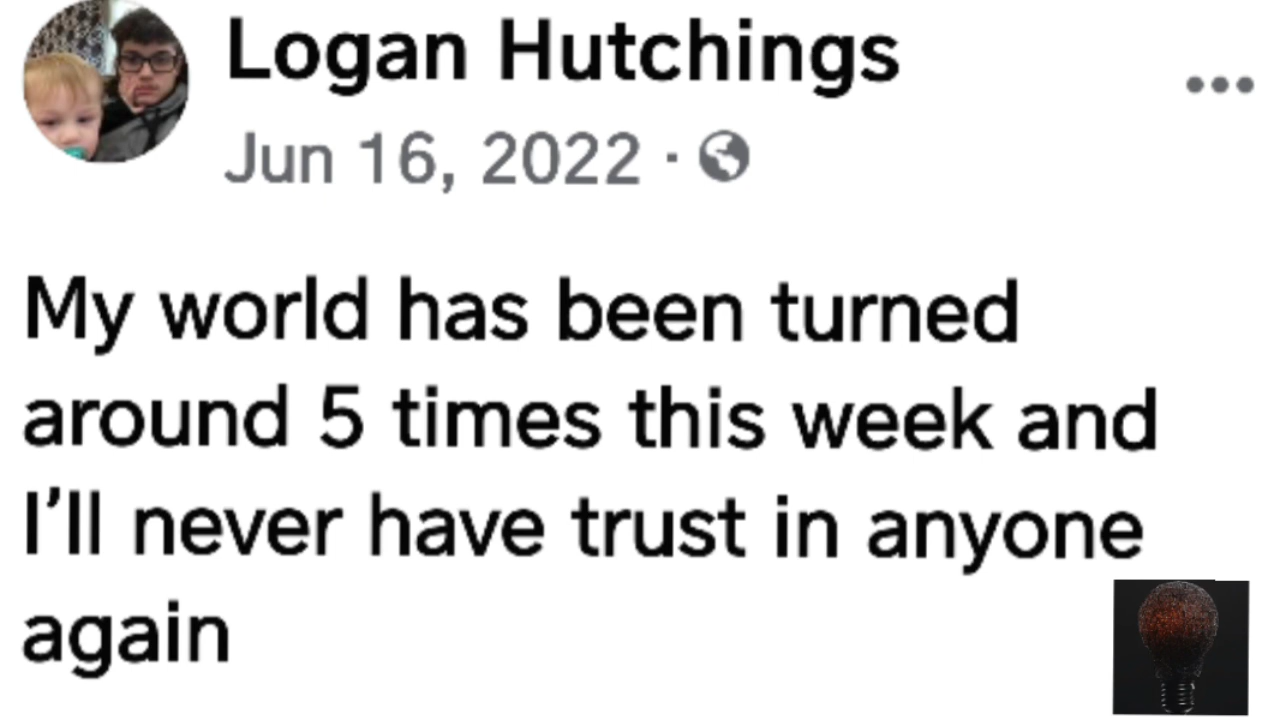 Logan Hutchings
Jun 16, 2022 ·
My world has been turned
around 5 times this week and
I'll never have trust in anyone
again